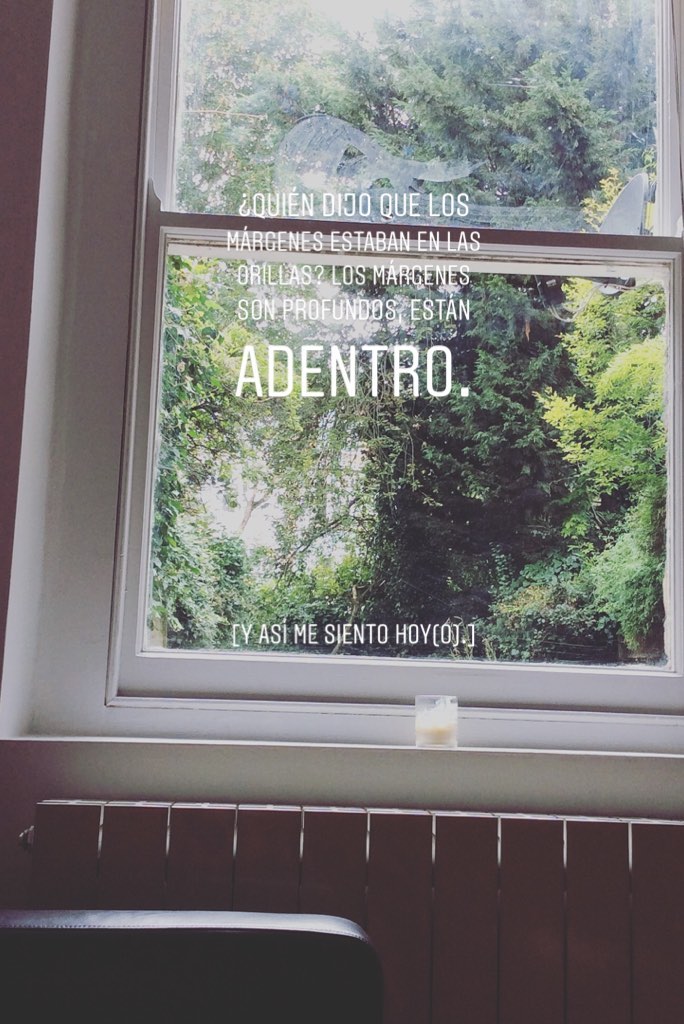 ¿QUIÉN DIJO QUE LOS
MÁRGENES ESTABAN EN LAS
ORILLAS? LOS MÁRGENES
SON PROFUNDOS, ESTÁN
ADENTRO.
[Y ASÍ ME SIENTO HOY(O).]